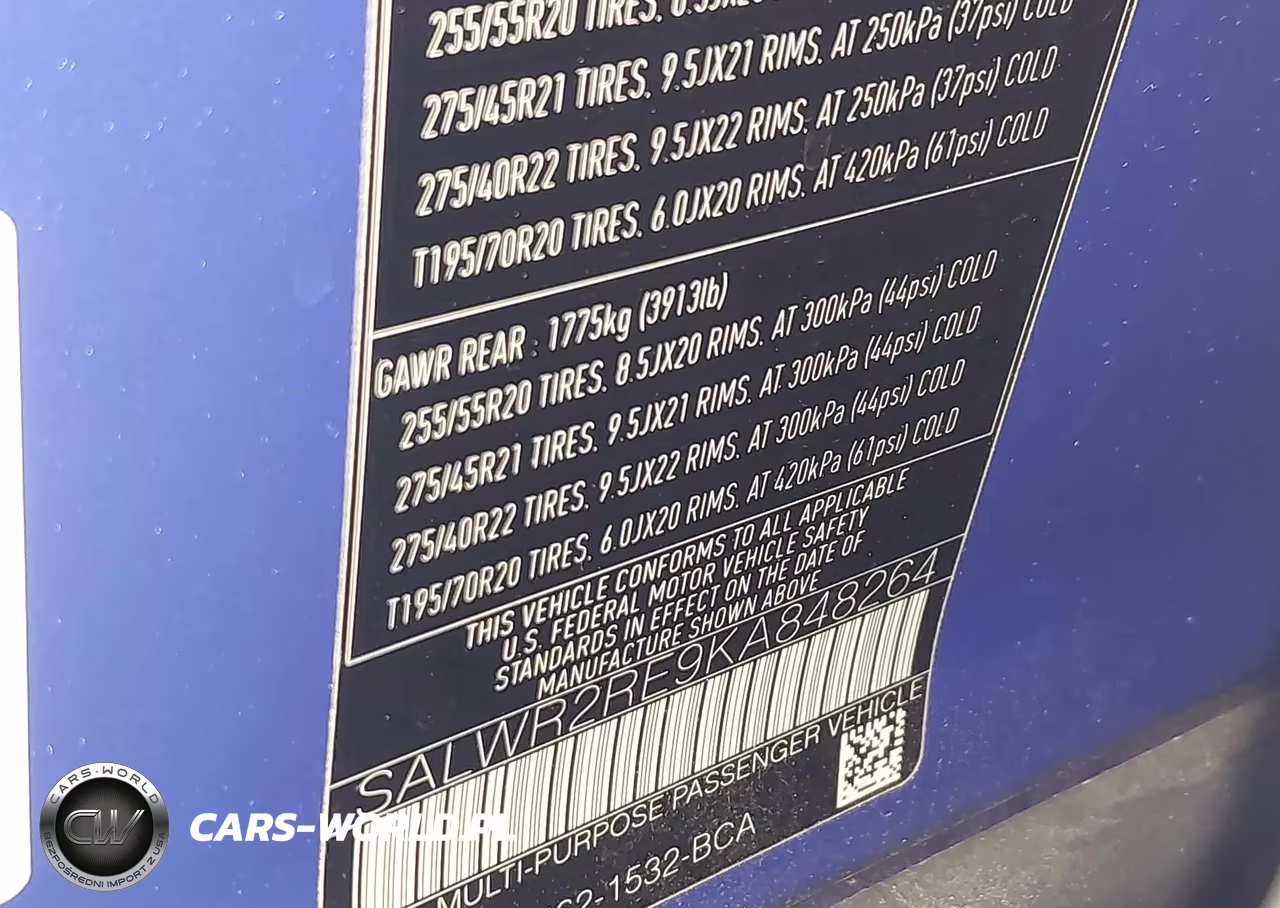 255/55R20 TIRES.
275/45R21 TIRES. 9.5JX21 RIMS. AT 250kPa (37psi) COLD
275/40R22 TIRES. 9.5JX22 RIMS. AT 250kPa (37psi) COLD
T195/70R20 TIRES. 6.0JX20 RIMS. AT 420kPa (61psi) COLD
GAWR REAR : 1775kg (3913lb)
255/55R20 TIRES. 8.5JX20 RIMS. AT 300kPa (44psi) COLD
275/45R21 TIRES. 9.5JX21 RIMS. AT 300kPa (44psi) COLD
275/40R22 TIRES. 9.5JX22 RIMS. AT 300kPa (44psi) COLD
T195/70R20 TIRES. 6.0JX20 RIMS. AT 420kPa (61psi) COLD
THIS VEHICLE CONFORMS TO ALL APPLICABLE
U.S. FEDERAL MOTOR VEHICLE SAFETY
STANDARDS IN EFFECT ON THE DATE OF
MANUFACTURE SHOWN ABOVE
SALWR2RE9KA848264
MULTI-PURPOSE PASSENGER VEHICLE
62-1532-BCA
CARS-WORLD
CW
BEZPOŚREDNI IMPORT Z USA
CARS-WORLD.PL